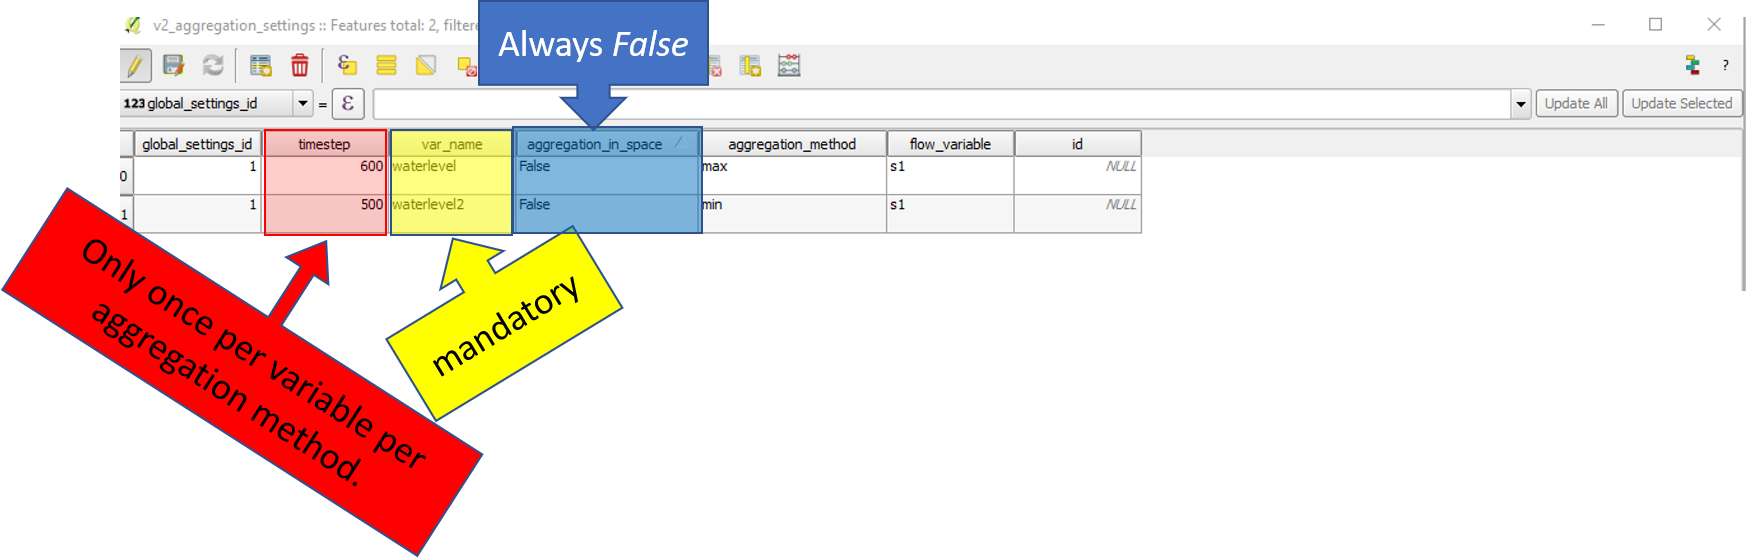 v2_aggregation_settings :: Features total: 2, filtere
Always False
?
123 global_settings_id
=
ε
Update All
Update Selected
global_settings_id timestep var_name aggregation_in_space aggregation_method flow_variable id
0 1 600 waterlevel False max s1 NULL
1 1 500 waterlevel2 False min s1 NULL
Only once per variable per
aggregation method.
mandatory